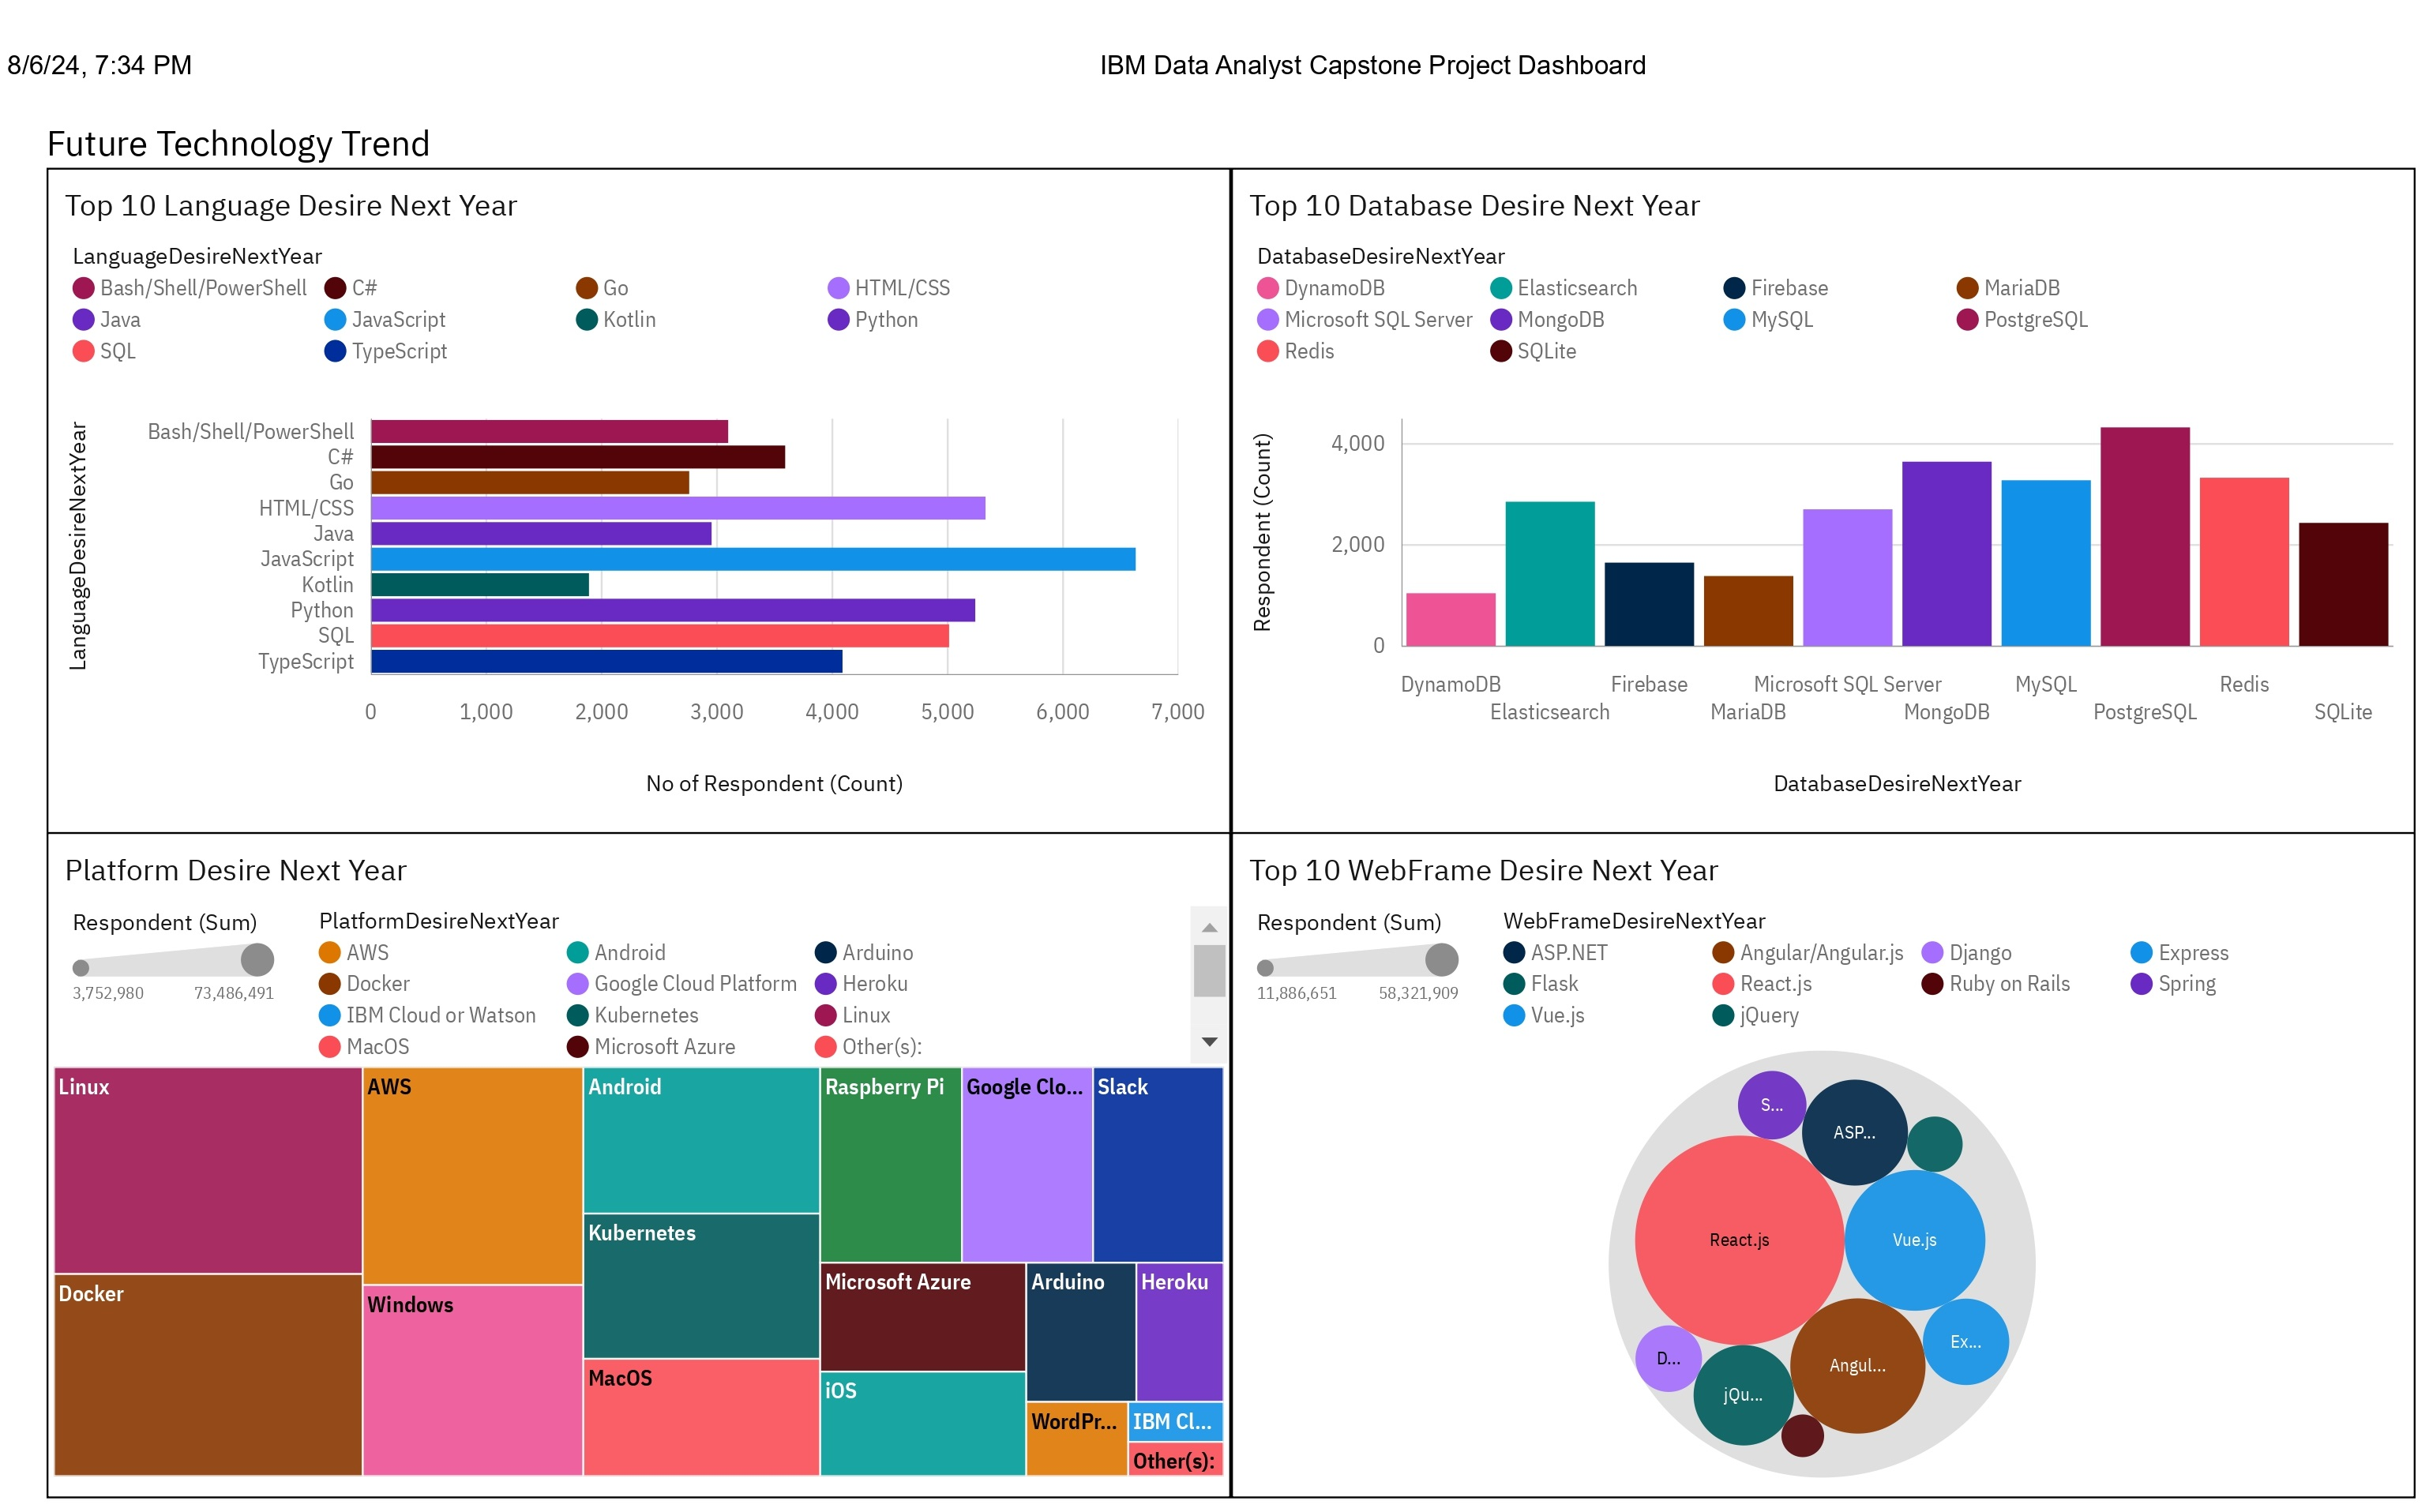 8/6/24, 7:34 PM
IBM Data Analyst Capstone Project Dashboard
Future Technology Trend
Top 10 Language Desire Next Year
LanguageDesireNextYear
Bash/Shell/PowerShell C# Go HTML/CSS
Java JavaScript Kotlin Python
SQL TypeScript
LanguageDesireNextYear
Bash/Shell/PowerShell
C#
Go
HTML/CSS
Java
JavaScript
Kotlin
Python
SQL
TypeScript
0 1,000 2,000 3,000 4,000 5,000 6,000 7,000
No of Respondent (Count)
Top 10 Database Desire Next Year
DatabaseDesireNextYear
DynamoDB Elasticsearch Firebase MariaDB
Microsoft SQL Server MongoDB MySQL PostgreSQL
Redis SQLite
Respondent (Count)
4,000
2,000
0
DynamoDB Firebase Microsoft SQL Server MySQL Redis
Elasticsearch MariaDB MongoDB PostgreSQL SQLite
DatabaseDesireNextYear
Platform Desire Next Year
Respondent (Sum)
3,752,980 73,486,491
PlatformDesireNextYear
AWS Android Arduino
Docker Google Cloud Platform Heroku
IBM Cloud or Watson Kubernetes Linux
MacOS Microsoft Azure Other(s):
Linux
Docker
AWS
Windows
Android
Kubernetes
MacOS
Raspberry Pi
Google Clo...
Slack
Microsoft Azure
iOS
Arduino
Heroku
WordPr...
IBM Cl...
Other(s):
Top 10 WebFrame Desire Next Year
Respondent (Sum)
11,886,651 58,321,909
WebFrameDesireNextYear
ASP.NET Angular/Angular.js Django Express
Flask React.js Ruby on Rails Spring
Vue.js jQuery
S...
ASP...
React.js
Vue.js
Ex...
D...
Angul...
jQu...